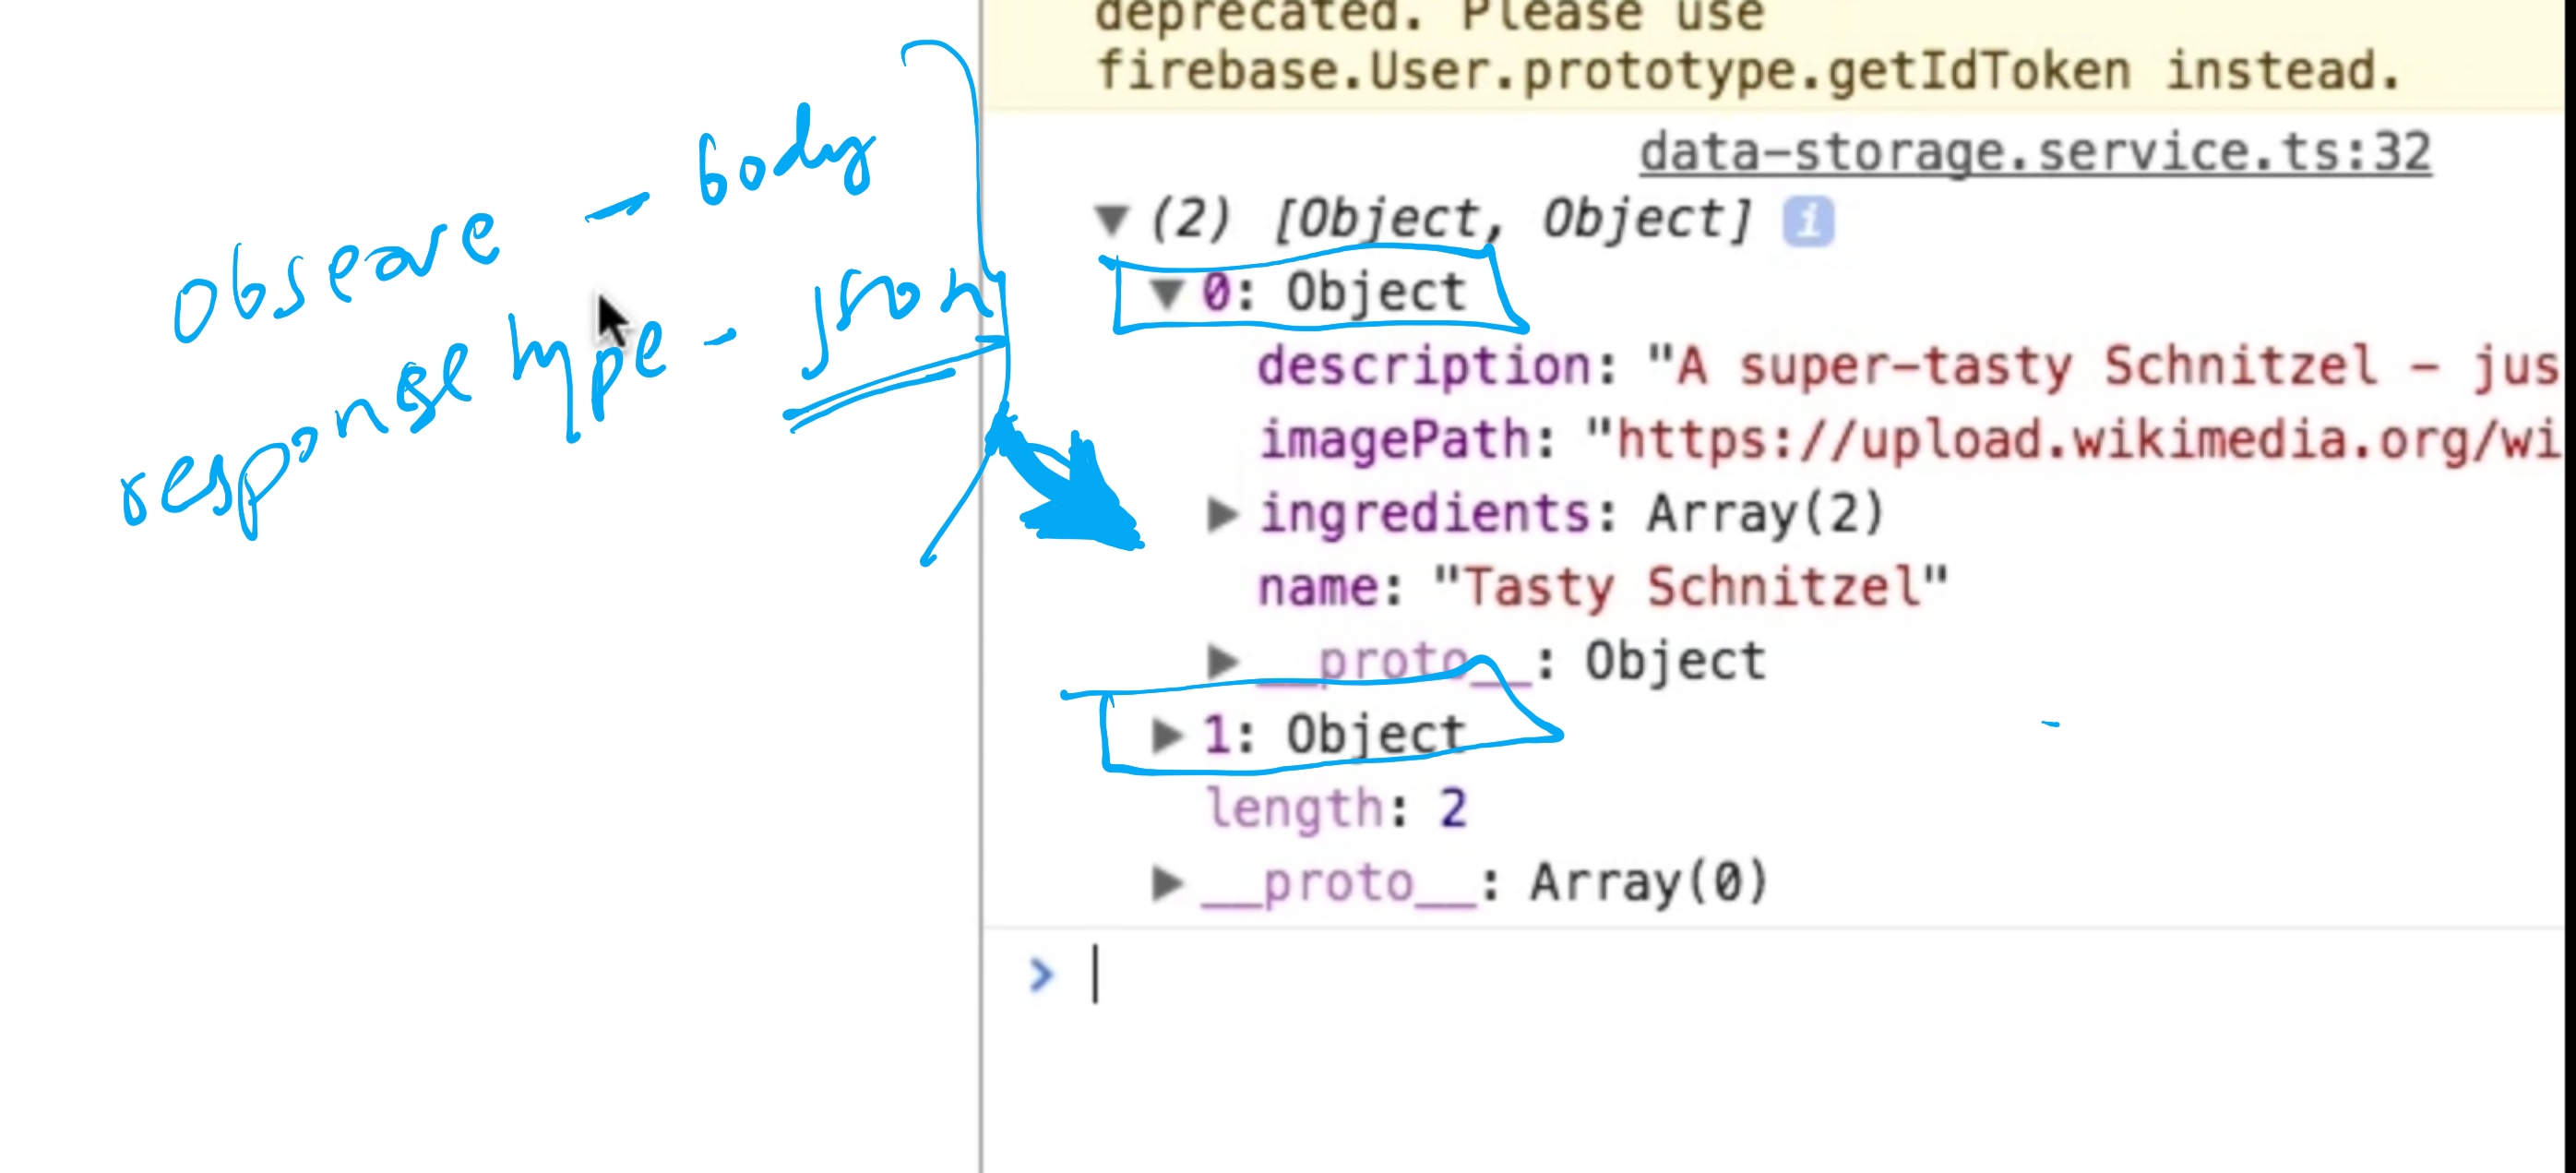 deprecated. Please use
firebase.User.prototype.getIdToken instead.
data-storage.service.ts:32
(2) [Object, Object] i
0: Object
description: "A super-tasty Schnitzel – jus
imagePath: "https://upload.wikimedia.org/wi
ingredients: Array(2)
name: "Tasty Schnitzel"
__proto__: Object
1: Object
length: 2
__proto__: Array(0)
observe - body
response type - json